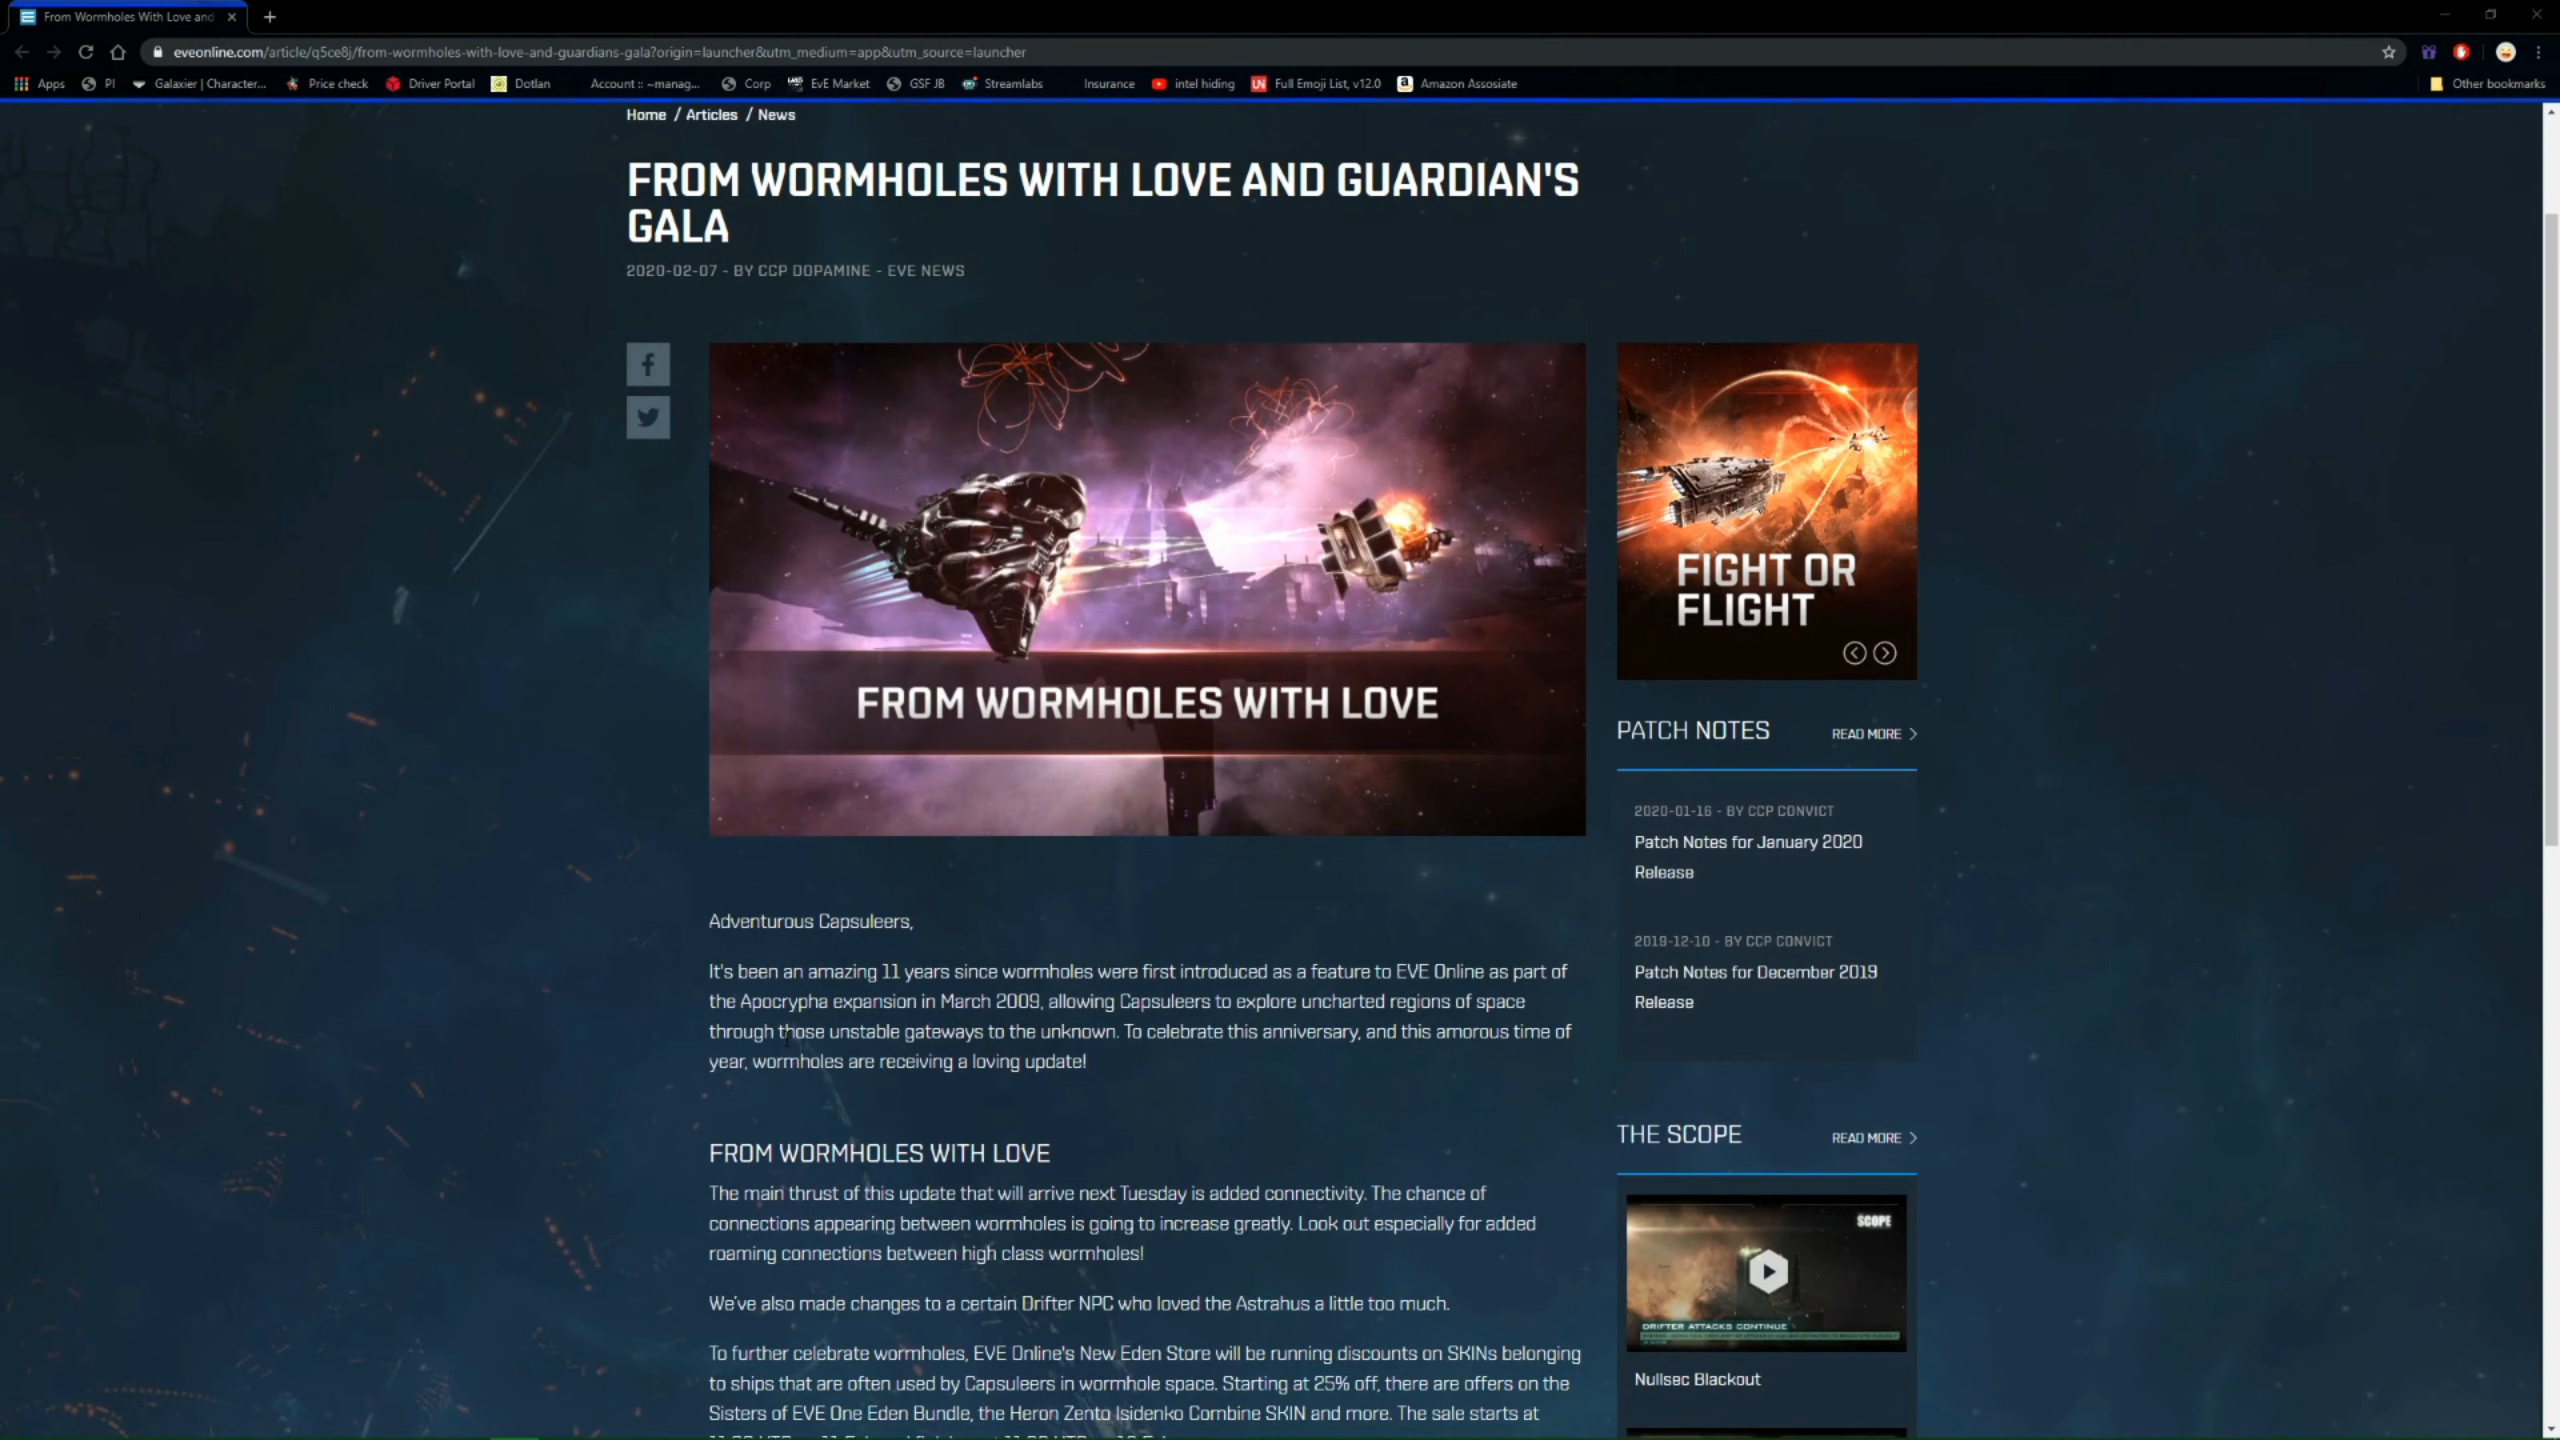 From Wormholes With Love and
eveonline.com/article/q5ce8j/from-wormholes-with-love-and-guardians-gala?origin=launcher&utm_medium=app&utm_source=launcher
Apps PI Galaxier | Character... Price check Driver Portal Dotlan Account :: ~manag... Corp EvE Market GSF JB Streamlabs Insurance intel hiding Full Emoji List, v12.0 Amazon Assosiate Other bookmarks
Home / Articles / News
FROM WORMHOLES WITH LOVE AND GUARDIAN'S
GALA
2020-02-07 - BY CCP DOPAMINE - EVE NEWS
FROM WORMHOLES WITH LOVE
Adventurous Capsuleers,
It's been an amazing 11 years since wormholes were first introduced as a feature to EVE Online as part of
the Apocrypha expansion in March 2009, allowing Capsuleers to explore uncharted regions of space
through those unstable gateways to the unknown. To celebrate this anniversary, and this amorous time of
year, wormholes are receiving a loving update!
FROM WORMHOLES WITH LOVE
The main thrust of this update that will arrive next Tuesday is added connectivity. The chance of
connections appearing between wormholes is going to increase greatly. Look out especially for added
roaming connections between high class wormholes!
We've also made changes to a certain Drifter NPC who loved the Astrahus a little too much.
To further celebrate wormholes, EVE Online's New Eden Store will be running discounts on SKINs belonging
to ships that are often used by Capsuleers in wormhole space. Starting at 25% off, there are offers on the
Sisters of EVE One Eden Bundle, the Heron Zento Isidenko Combine SKIN and more. The sale starts at
FIGHT OR
FLIGHT
PATCH NOTES READ MORE
2020-01-16 - BY CCP CONVICT
Patch Notes for January 2020
Release
2019-12-10 - BY CCP CONVICT
Patch Notes for December 2019
Release
THE SCOPE READ MORE
SCOPE
DRIFTER ATTACKS CONTINUE
Nullsec Blackout